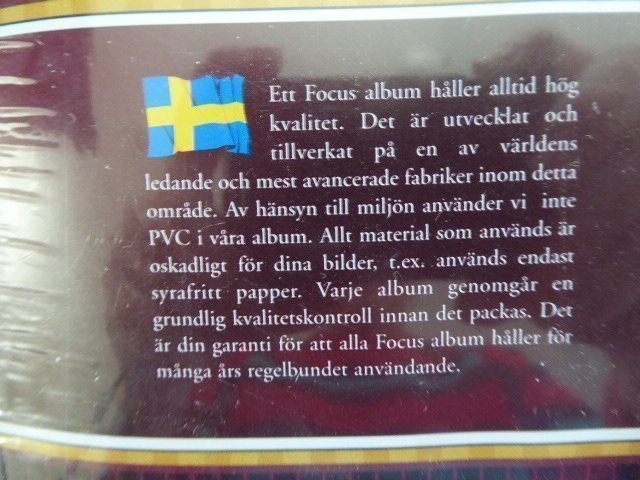 Ett Focus album håller alltid hög
kvalitet. Det är utvecklat och
tillverkat på en av världens
ledande och mest avancerade fabriker inom detta
område. Av hänsyn till miljön använder vi inte
PVC i våra album. Allt material som används är
oskadligt för dina bilder, t.ex. används endast
syrafritt papper. Varje album genomgår en
grundlig kvalitetskontroll innan det packas. Det
är din garanti för att alla Focus album håller för
många års regelbundet användande.